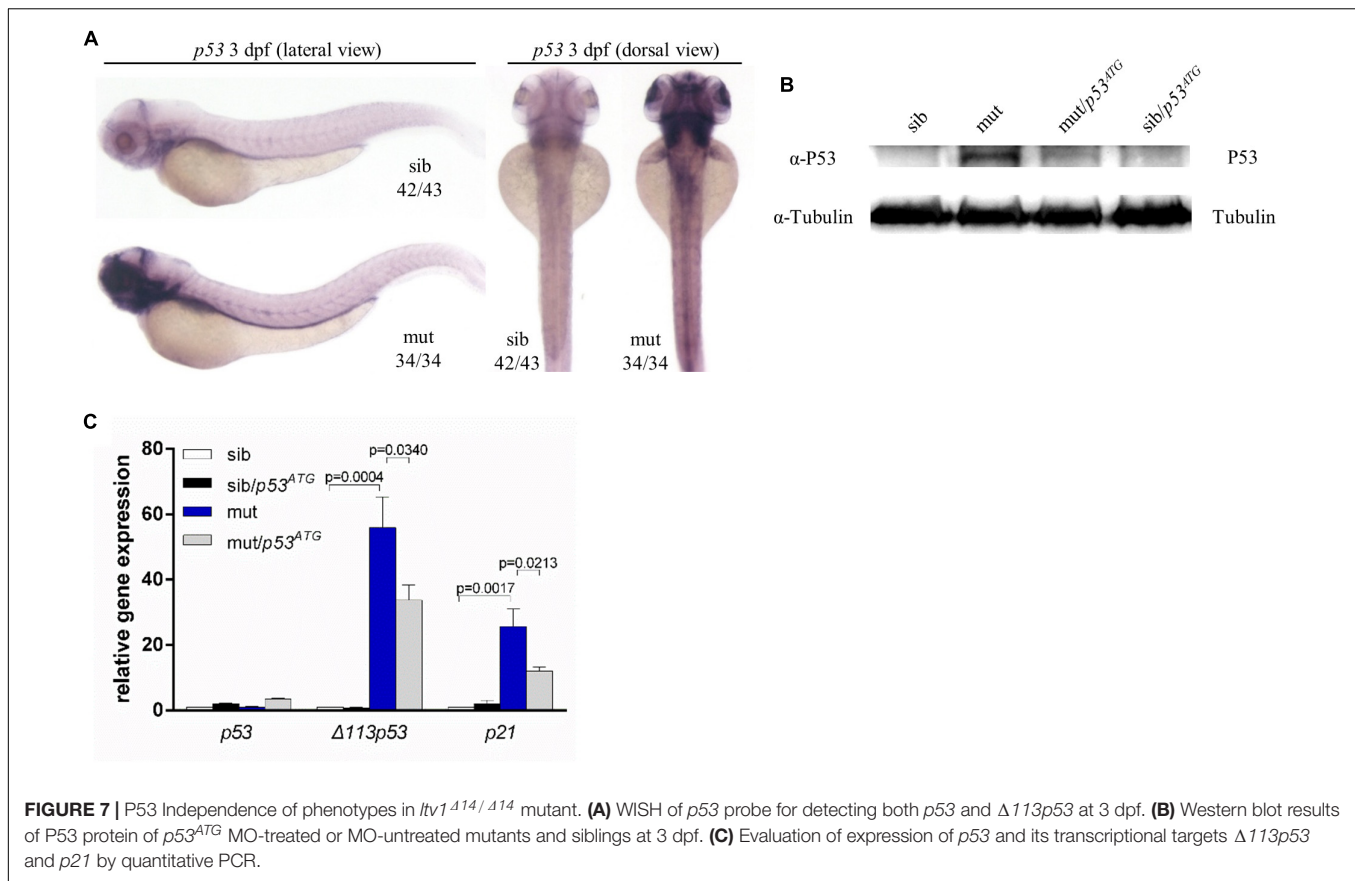 A
p53 3 dpf (lateral view)
p53 3 dpf (dorsal view)
sib
42/43
mut
34/34
sib
42/43
mut
34/34
B
sib
mut
mut/p53ATG
sib/p53ATG
α-P53
P53
α-Tubulin
Tubulin
C
relative gene expression
80
60
40
20
0
sib
sib/p53ATG
mut
mut/p53ATG
p=0.0004
p=0.0340
p=0.0017
p=0.0213
p53
Δ113p53
p21
FIGURE 7 | P53 Independence of phenotypes in ltv1Δ14/Δ14 mutant. (A) WISH of p53 probe for detecting both p53 and Δ113p53 at 3 dpf. (B) Western blot results
of P53 protein of p53ATG MO-treated or MO-untreated mutants and siblings at 3 dpf. (C) Evaluation of expression of p53 and its transcriptional targets Δ113p53
and p21 by quantitative PCR.